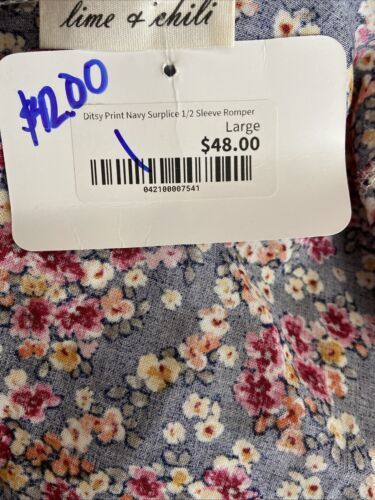 lime & chili
$12.00
Ditsy Print Navy Surplice 1/2 Sleeve Romper
Large
$48.00
042100007541